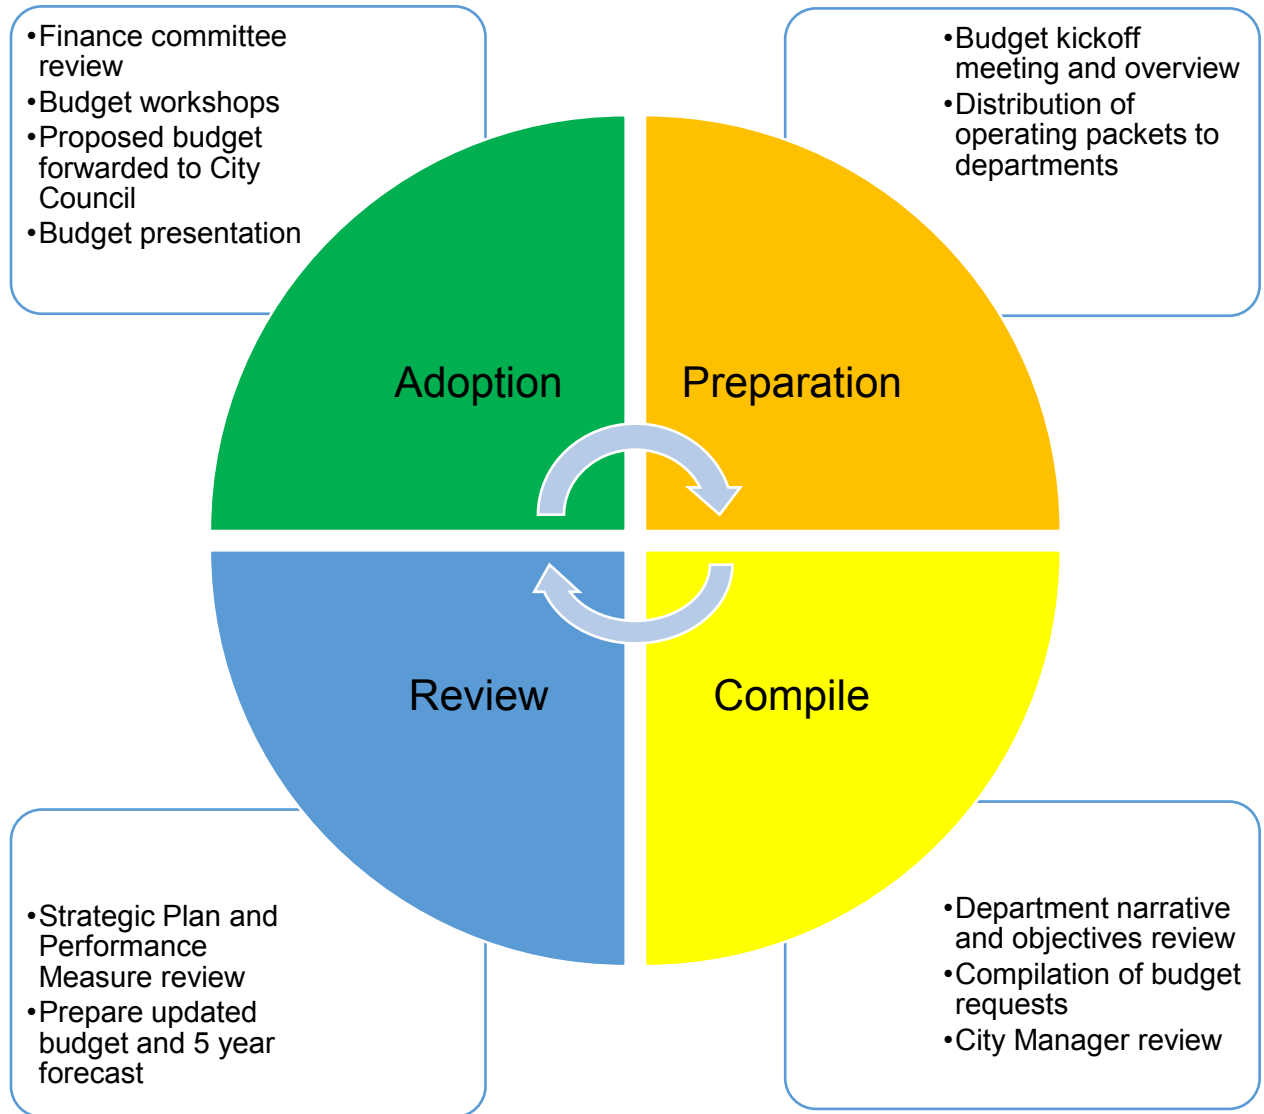 •Finance committee
review
•Budget workshops
•Proposed budget
forwarded to City
Council
•Budget presentation
•Budget kickoff
meeting and overview
•Distribution of
operating packets to
departments
Adoption
Preparation
Review
Compile
•Strategic Plan and
Performance
Measure review
•Prepare updated
budget and 5 year
forecast
•Department narrative
and objectives review
•Compilation of budget
requests
•City Manager review